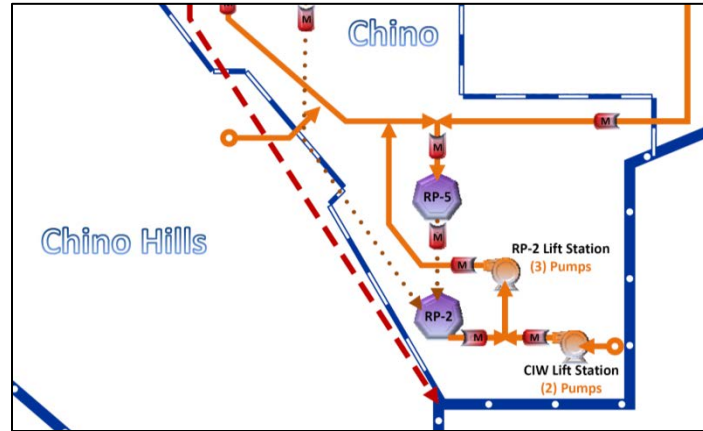 M
M
Chino
M
M
RP-5
M
Chino Hills
RP-2 Lift Station
(3) Pumps
M
RP-2
M
M
CIW Lift Station
(2) Pumps